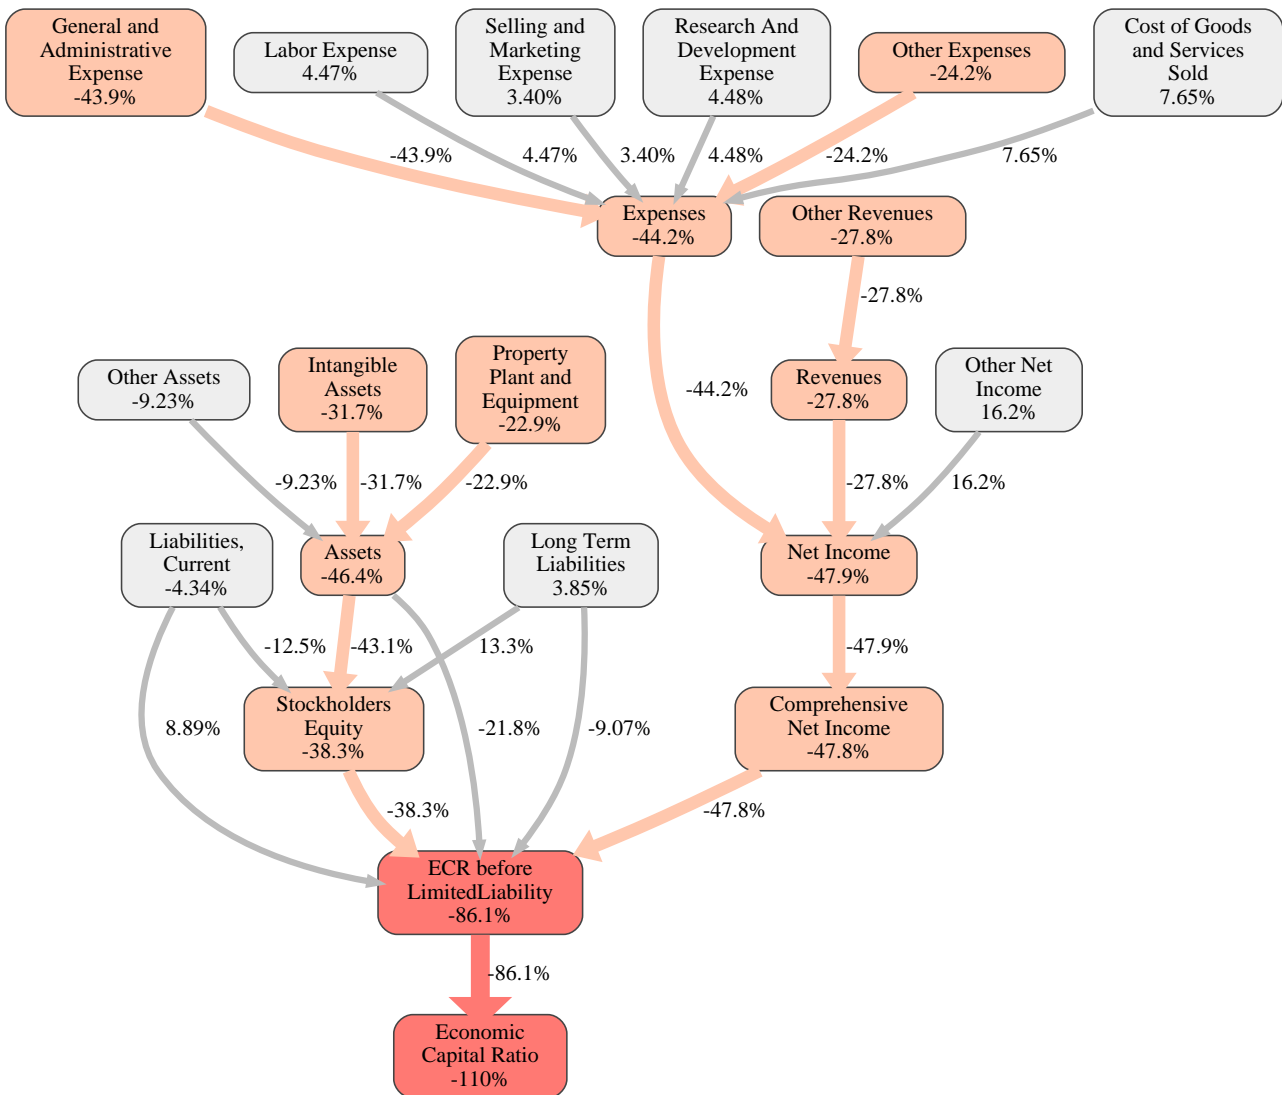 General and
Administrative
Expense
-43.9%
Labor Expense
4.47%
Selling and
Marketing
Expense
3.40%
Research And
Development
Expense
4.48%
Other Expenses
-24.2%
Cost of Goods
and Services
Sold
7.65%
-43.9%
4.47%
3.40%
4.48%
-24.2%
7.65%
Expenses
-44.2%
Other Revenues
-27.8%
-27.8%
Other Assets
-9.23%
Intangible
Assets
-31.7%
Property
Plant and
Equipment
-22.9%
-44.2%
Revenues
-27.8%
Other Net
Income
16.2%
-9.23%
-31.7%
-22.9%
-27.8%
16.2%
Liabilities,
Current
-4.34%
Assets
-46.4%
Long Term
Liabilities
3.85%
Net Income
-47.9%
-12.5%
-43.1%
13.3%
-47.9%
8.89%
Stockholders
Equity
-38.3%
-21.8%
-9.07%
Comprehensive
Net Income
-47.8%
-38.3%
-47.8%
ECR before
LimitedLiability
-86.1%
-86.1%
Economic
Capital Ratio
-110%